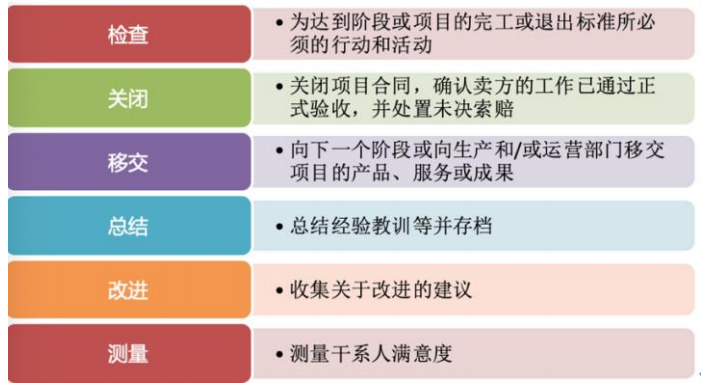 检查
•为达到阶段或项目的完工或退出标准所必
须的行动和活动
关闭
•关闭项目合同，确认卖方的工作已通过正
式验收，并处置未决索赔
移交
•向下一个阶段或向生产和/或运营部门移交
项目的产品、服务或成果
总结
•总结经验教训等并存档
改进
•收集关于改进的建议
测量
•测量干系人满意度